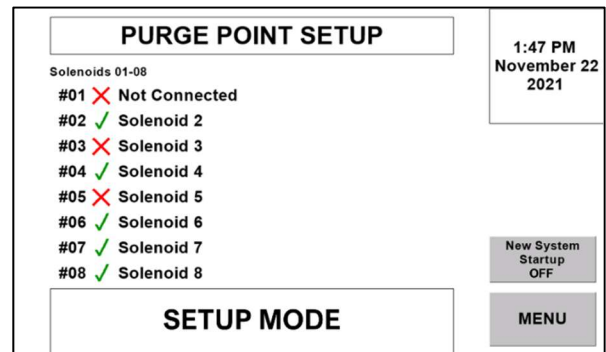 PURGE POINT SETUP
1:47 PM
November 22
2021
Solenoids 01-08
#01 ✗ Not Connected
#02 ✓ Solenoid 2
#03 ✗ Solenoid 3
#04 ✓ Solenoid 4
#05 ✗ Solenoid 5
#06 ✓ Solenoid 6
#07 ✓ Solenoid 7
#08 ✓ Solenoid 8
New System
Startup
OFF
SETUP MODE
MENU